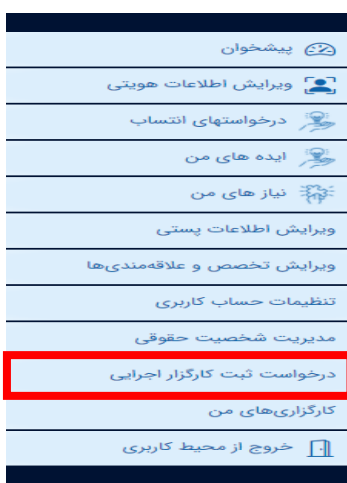 پیشخوان
ویرایش اطلاعات هویتی
درخواستهای انتساب
ایده های من
نیاز های من
ویرایش اطلاعات پستی
ویرایش تخصص و علاقه‌مندی‌ها
تنظیمات حساب کاربری
مدیریت شخصیت حقوقی
درخواست ثبت کارگزار اجرایی
کارگزاری‌های من
خروج از محیط کاربری